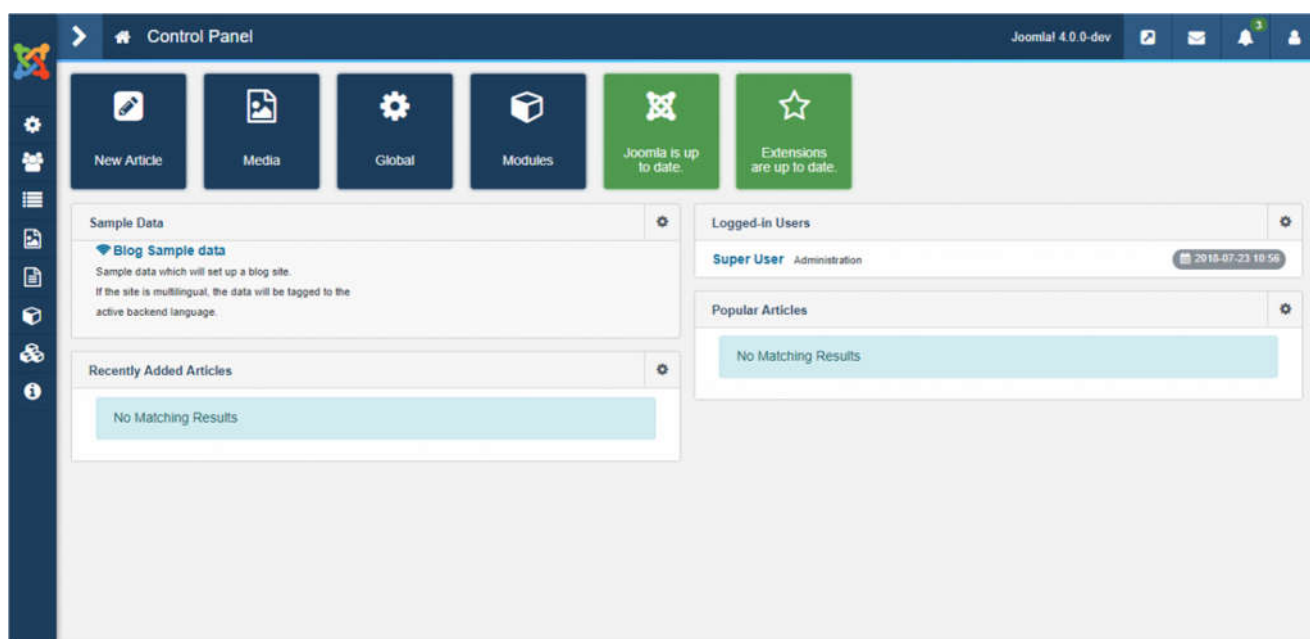 Control Panel
Joomla! 4.0.0-dev
3
New Article
Media
Global
Modules
Joomla is up
to date.
Extensions
are up to date.
Sample Data
Blog Sample data
Sample data which will set up a blog site.
If the site is multilingual, the data will be tagged to the
active backend language.
Recently Added Articles
No Matching Results
Logged-in Users
Super User Administration
2018-07-23 10:56
Popular Articles
No Matching Results